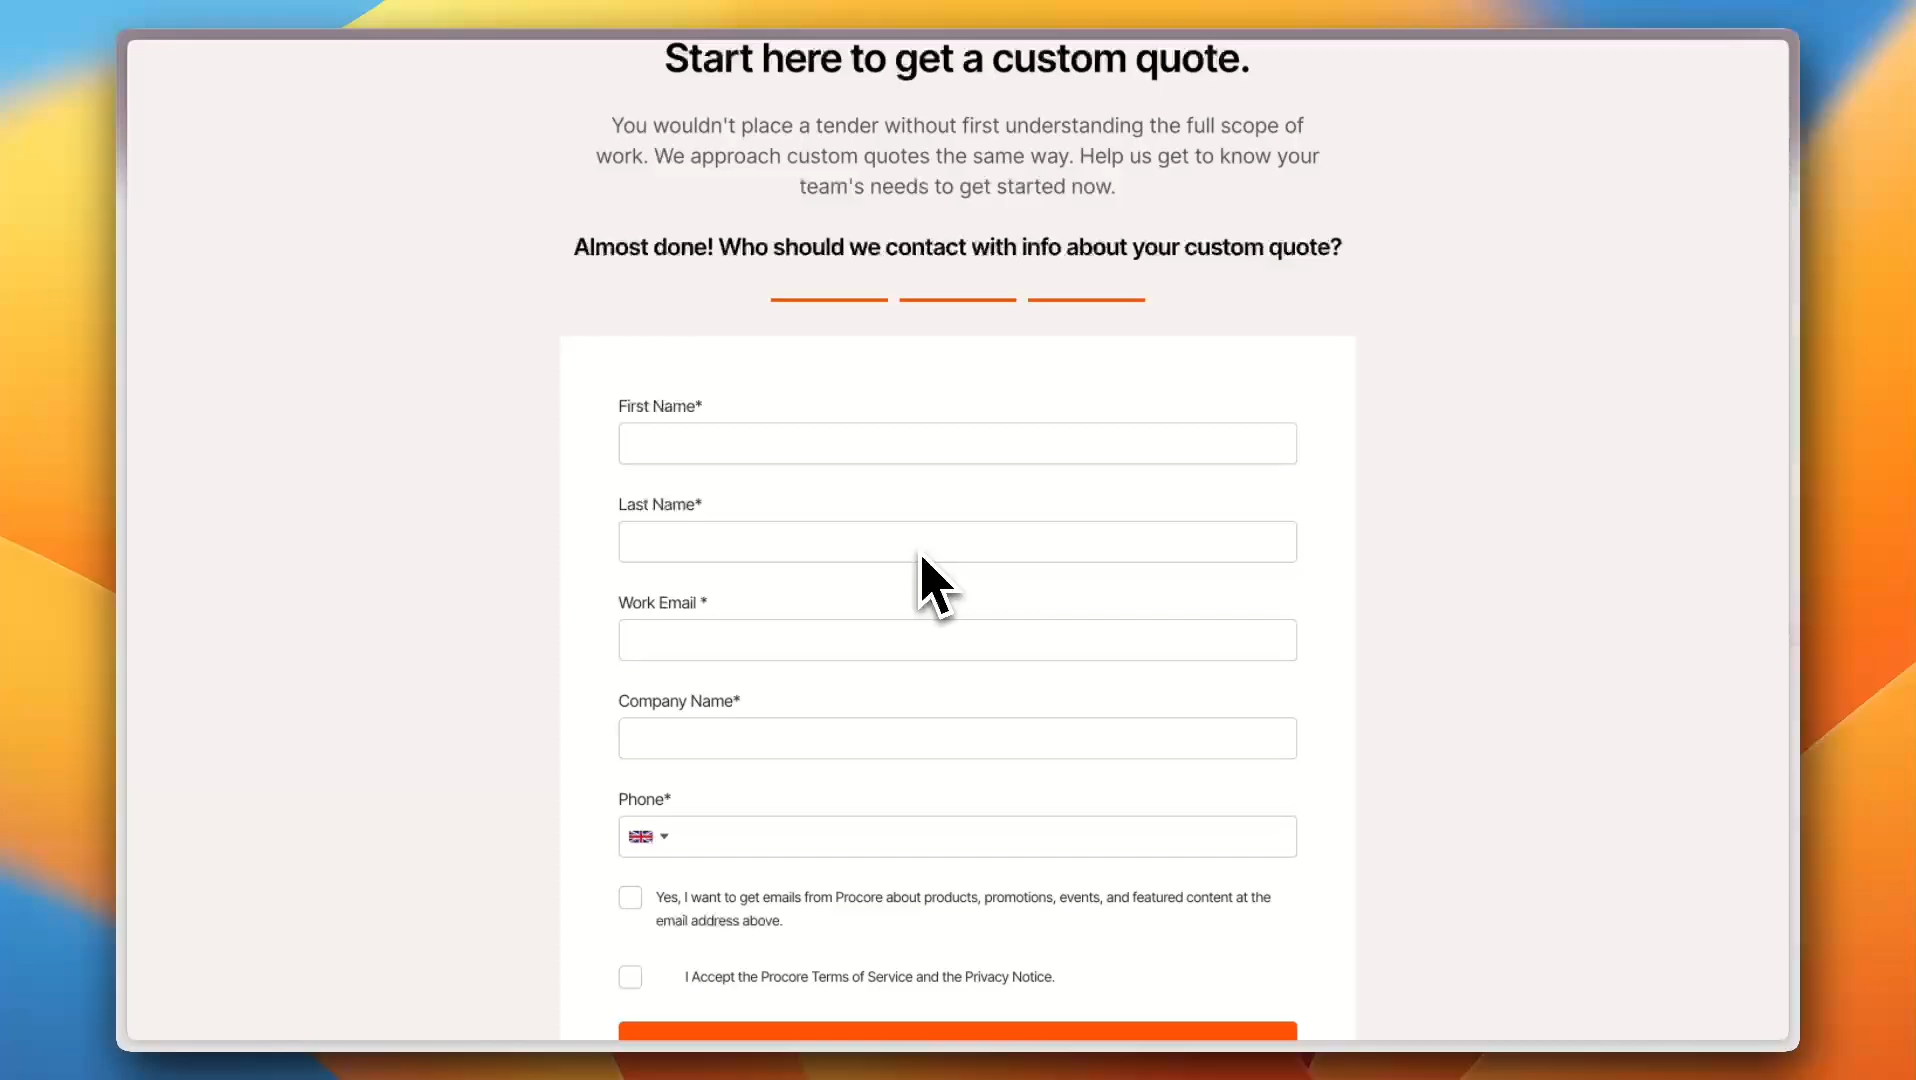 Start here to get a custom quote.
You wouldn't place a tender without first understanding the full scope of
work. We approach custom quotes the same way. Help us get to know your
team's needs to get started now.
Almost done! Who should we contact with info about your custom quote?
First Name*
Last Name*
Work Email *
Company Name*
Phone*
Yes, I want to get emails from Procore about products, promotions, events, and featured content at the
email address above.
I Accept the Procore Terms of Service and the Privacy Notice.